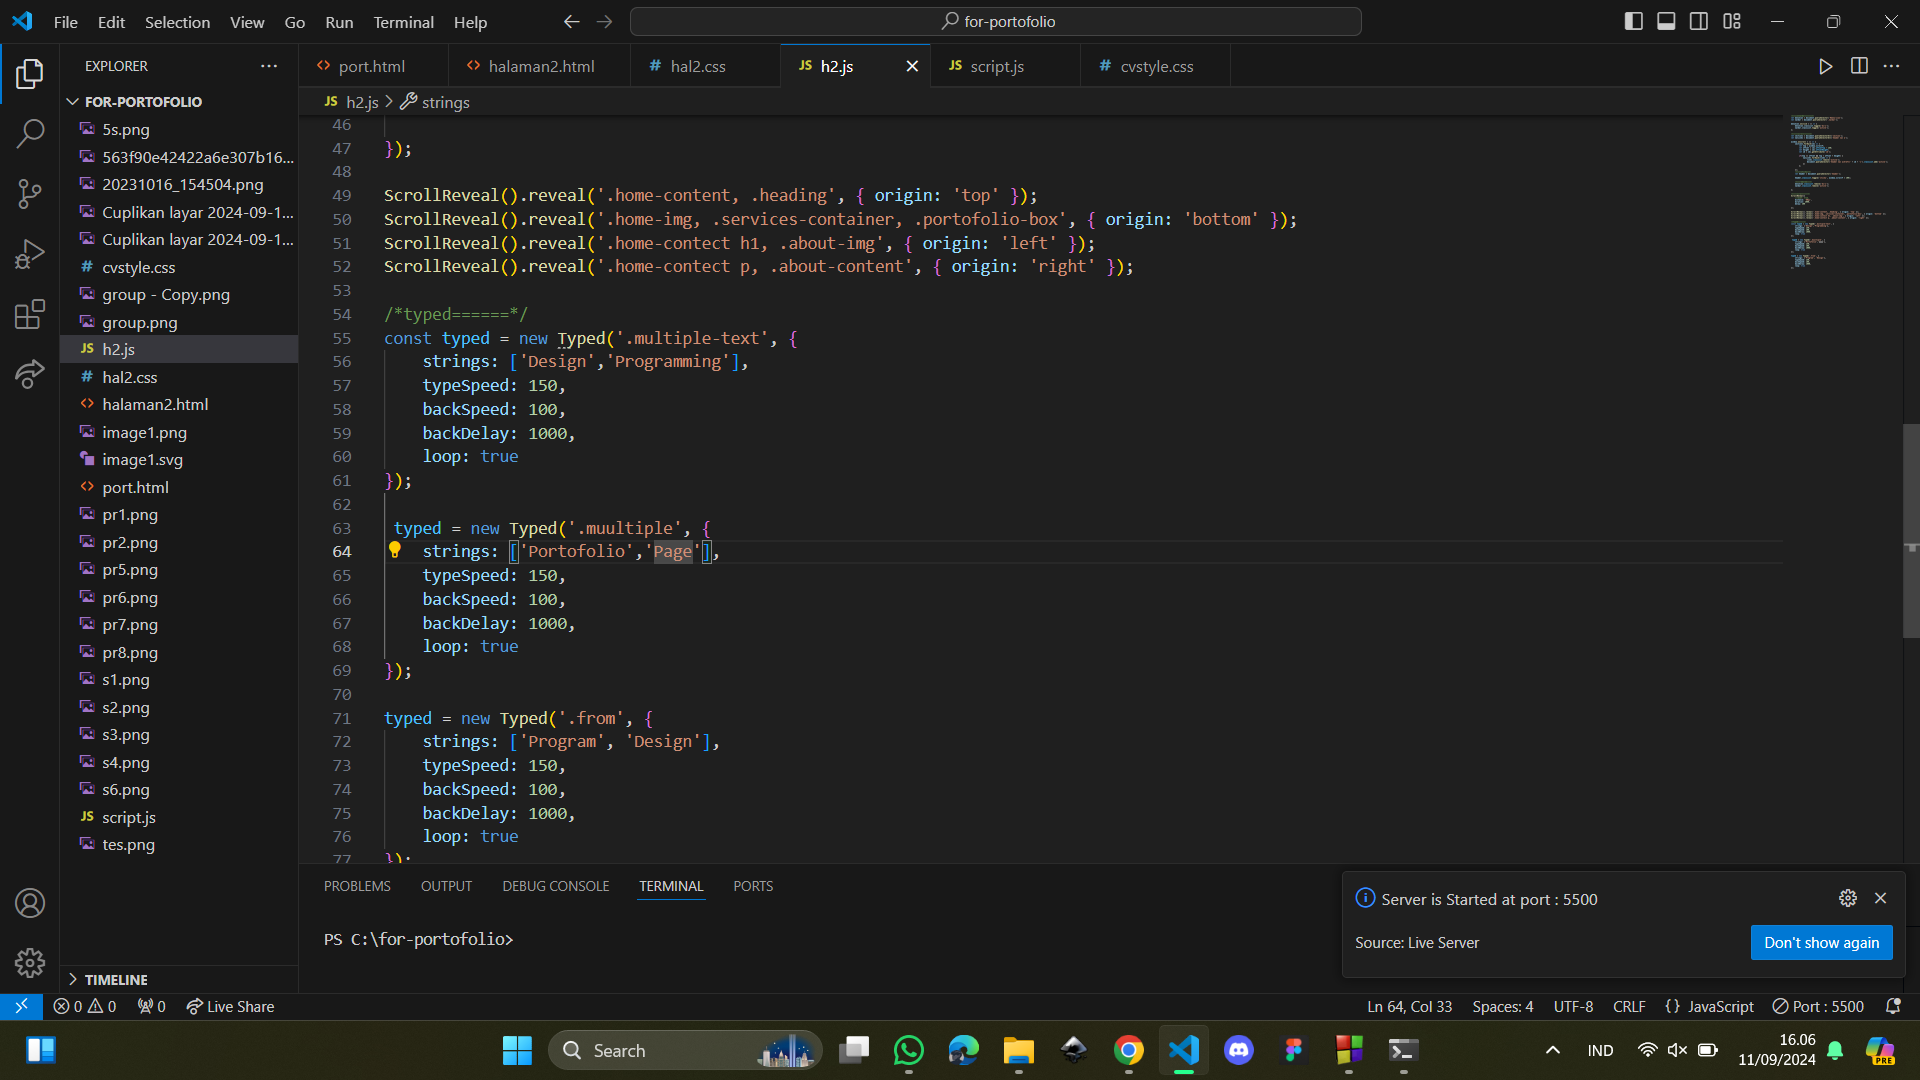 File Edit Selection View Go Run Terminal Help
for-portofolio
EXPLORER
FOR-PORTOFOLIO
5s.png
563f90e42422a6e307b16...
20231016_154504.png
Cuplikan layar 2024-09-1...
Cuplikan layar 2024-09-1...
# cvstyle.css
group - Copy.png
group.png
JS h2.js
# hal2.css
<> halaman2.html
image1.png
image1.svg
<> port.html
pr1.png
pr2.png
pr5.png
pr6.png
pr7.png
pr8.png
s1.png
s2.png
s3.png
s4.png
s6.png
JS script.js
tes.png
TIMELINE
<> port.html <> halaman2.html # hal2.css JS h2.js JS script.js # cvstyle.css
JS h2.js > strings
46
47 });
48
49 ScrollReveal().reveal('.home-content, .heading', { origin: 'top' });
50 ScrollReveal().reveal('.home-img, .services-container, .portofolio-box', { origin: 'bottom' });
51 ScrollReveal().reveal('.home-contect h1, .about-img', { origin: 'left' });
52 ScrollReveal().reveal('.home-contect p, .about-content', { origin: 'right' });
53
54 /*typed======*/
55 const typed = new Typed('.multiple-text', {
56 strings: ['Design','Programming'],
57 typeSpeed: 150,
58 backSpeed: 100,
59 backDelay: 1000,
60 loop: true
61 });
62
63 typed = new Typed('.muultiple', {
64 strings: ['Portofolio','Page'],
65 typeSpeed: 150,
66 backSpeed: 100,
67 backDelay: 1000,
68 loop: true
69 });
70
71 typed = new Typed('.from', {
72 strings: ['Program', 'Design'],
73 typeSpeed: 150,
74 backSpeed: 100,
75 backDelay: 1000,
76 loop: true
77 });
PROBLEMS OUTPUT DEBUG CONSOLE TERMINAL PORTS
PS C:\for-portofolio>
Server is Started at port : 5500
Source: Live Server
Don't show again
0 0 0 Live Share
Ln 64, Col 33 Spaces: 4 UTF-8 CRLF {} JavaScript Port : 5500
Search
IND
16.06
11/09/2024
PRE